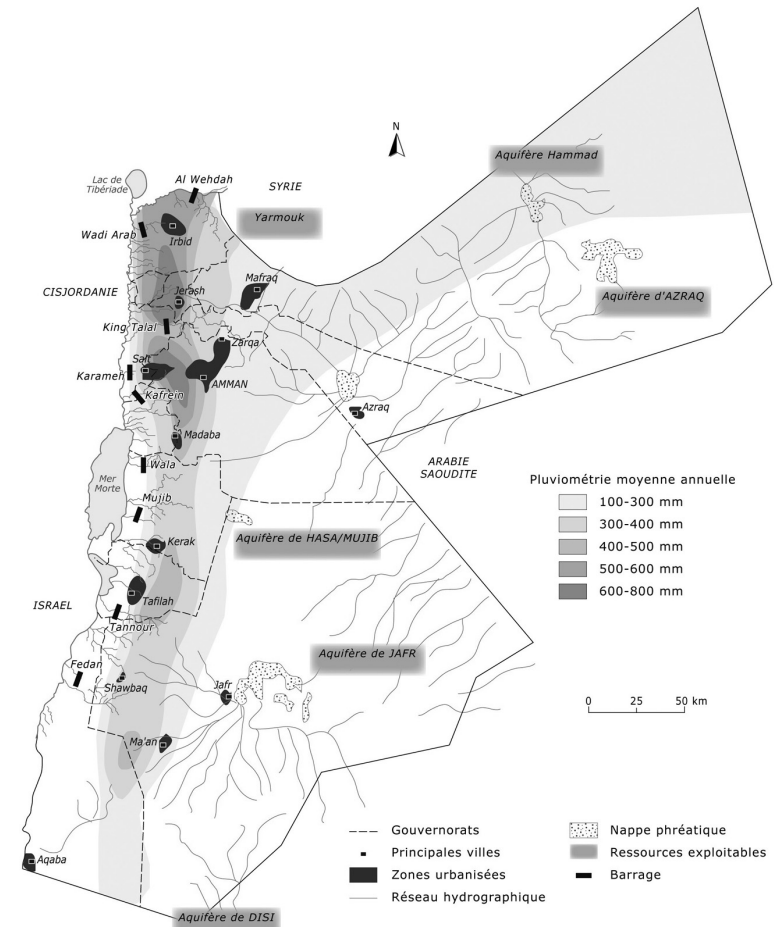 N
Aquifère Hammad
Lac de
Tibériade
Al Wehdah
SYRIE
Yarmouk
Wadi Arab
Irbid
Aquifère d'AZRAQ
CISJORDANIE
Mafraq
Jerash
King Talal
Zarqa
Salt
Karameh
AMMAN
Kafrein
Azraq
Madaba
ARABIE
SAOUDITE
Wala
Mer
Morte
Mujib
Pluviométrie moyenne annuelle
100-300 mm
300-400 mm
400-500 mm
500-600 mm
600-800 mm
Aquifère de HASA/MUJIB
Kerak
ISRAEL
Tafilah
Tannour
Aquifère de JAFR
Fedan
Shawbaq
Jafr
0 25 50 km
Ma'an
Aqaba
Aquifère de DISI
Gouvernorats
Principales villes
Zones urbanisées
Réseau hydrographique
Nappe phréatique
Ressources exploitables
Barrage